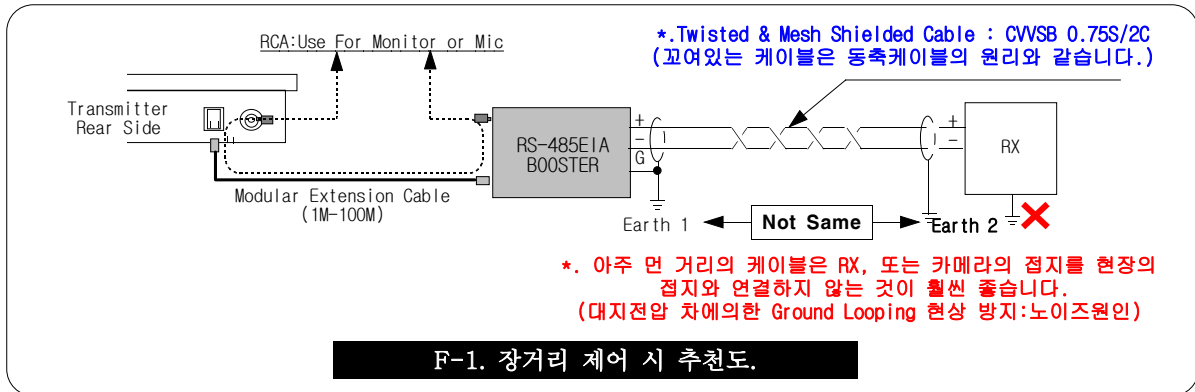 *.Twisted & Mesh Shielded Cable : CVVSB 0.75S/2C
(꼬여있는 케이블은 동축케이블의 원리와 같습니다.)
RCA:Use For Monitor or Mic
Transmitter
Rear Side
RS-485EIA
BOOSTER
+
-
G
+
-
RX
Modular Extension Cable
(1M-100M)
Earth 1
Not Same
Earth 2
*. 아주 먼 거리의 케이블은 RX, 또는 카메라의 접지를 현장의
접지와 연결하지 않는 것이 훨씬 좋습니다.
(대지전압 차에의한 Ground Looping 현상 방지:노이즈원인)
F-1. 장거리 제어 시 추천도.